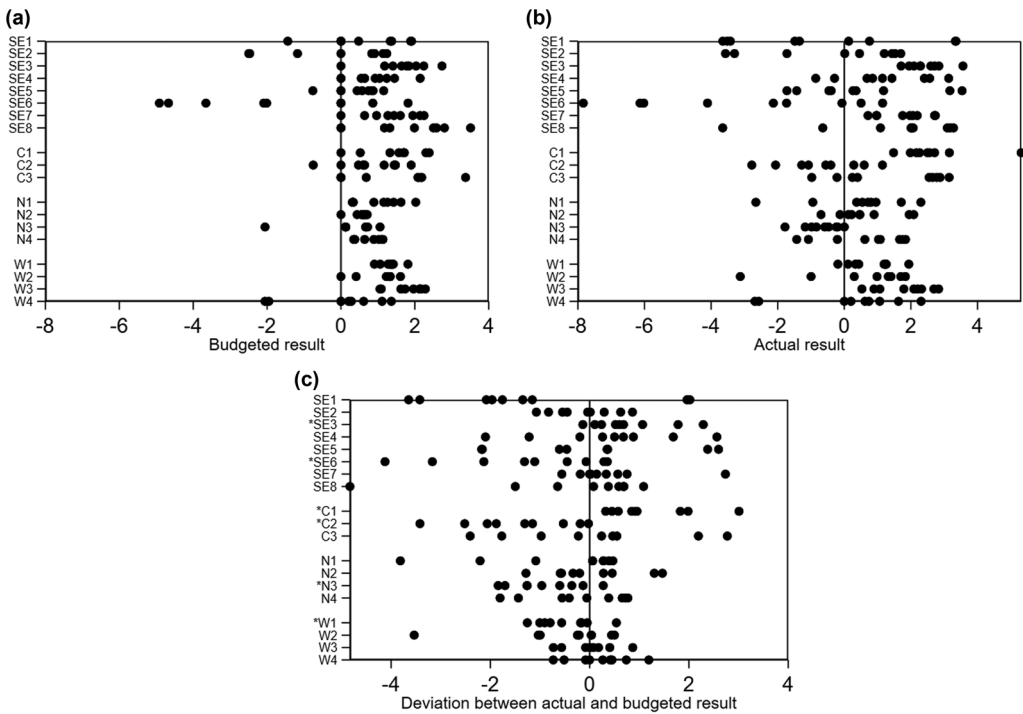 (a)
SE1
SE2
SE3
SE4
SE5
SE6
SE7
SE8
C1
C2
C3
N1
N2
N3
N4
W1
W2
W3
W4
-8 -6 -4 -2 0 2 4
Budgeted result
(b)
SE1
SE2
SE3
SE4
SE5
SE6
SE7
SE8
C1
C2
C3
N1
N2
N3
N4
W1
W2
W3
W4
-8 -6 -4 -2 0 2 4
Actual result
(c)
SE1
SE2
*SE3
SE4
SE5
*SE6
SE7
SE8
*C1
*C2
C3
N1
N2
*N3
N4
*W1
W2
W3
W4
-4 -2 0 2 4
Deviation between actual and budgeted result